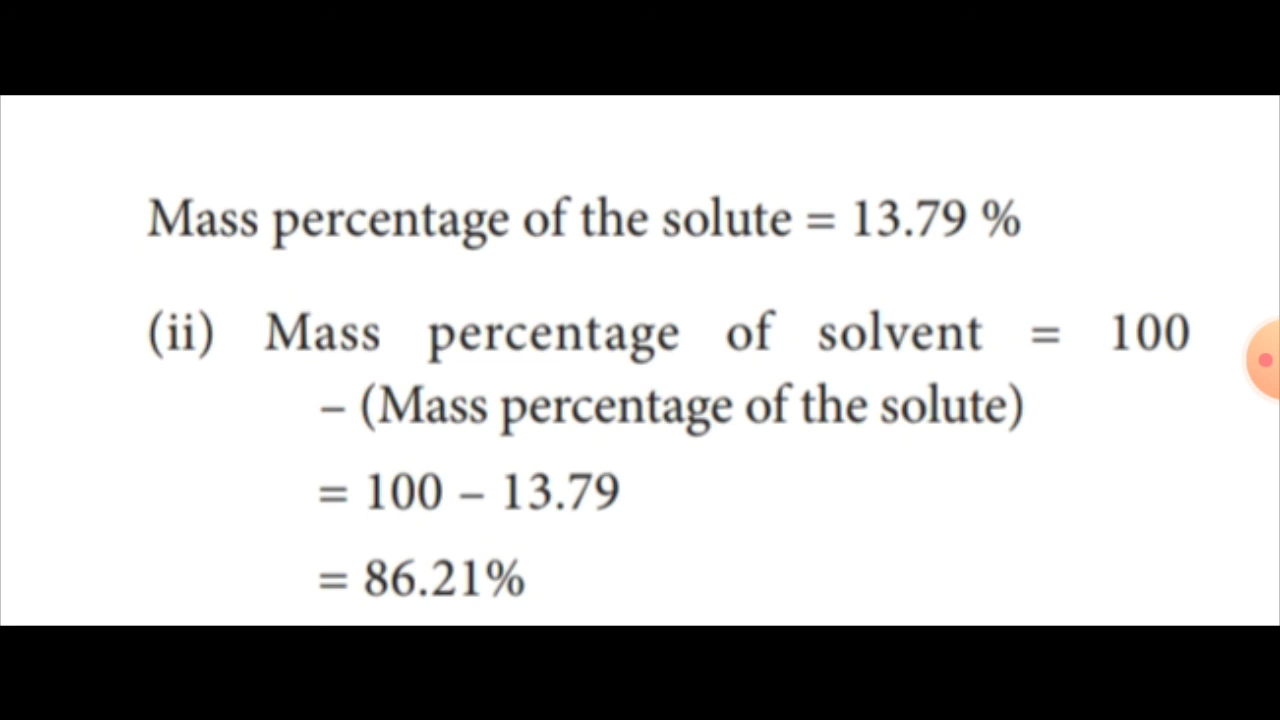 Mass percentage of the solute = 13.79 %
(ii) Mass percentage of solvent = 100
– (Mass percentage of the solute)
= 100 – 13.79
= 86.21%